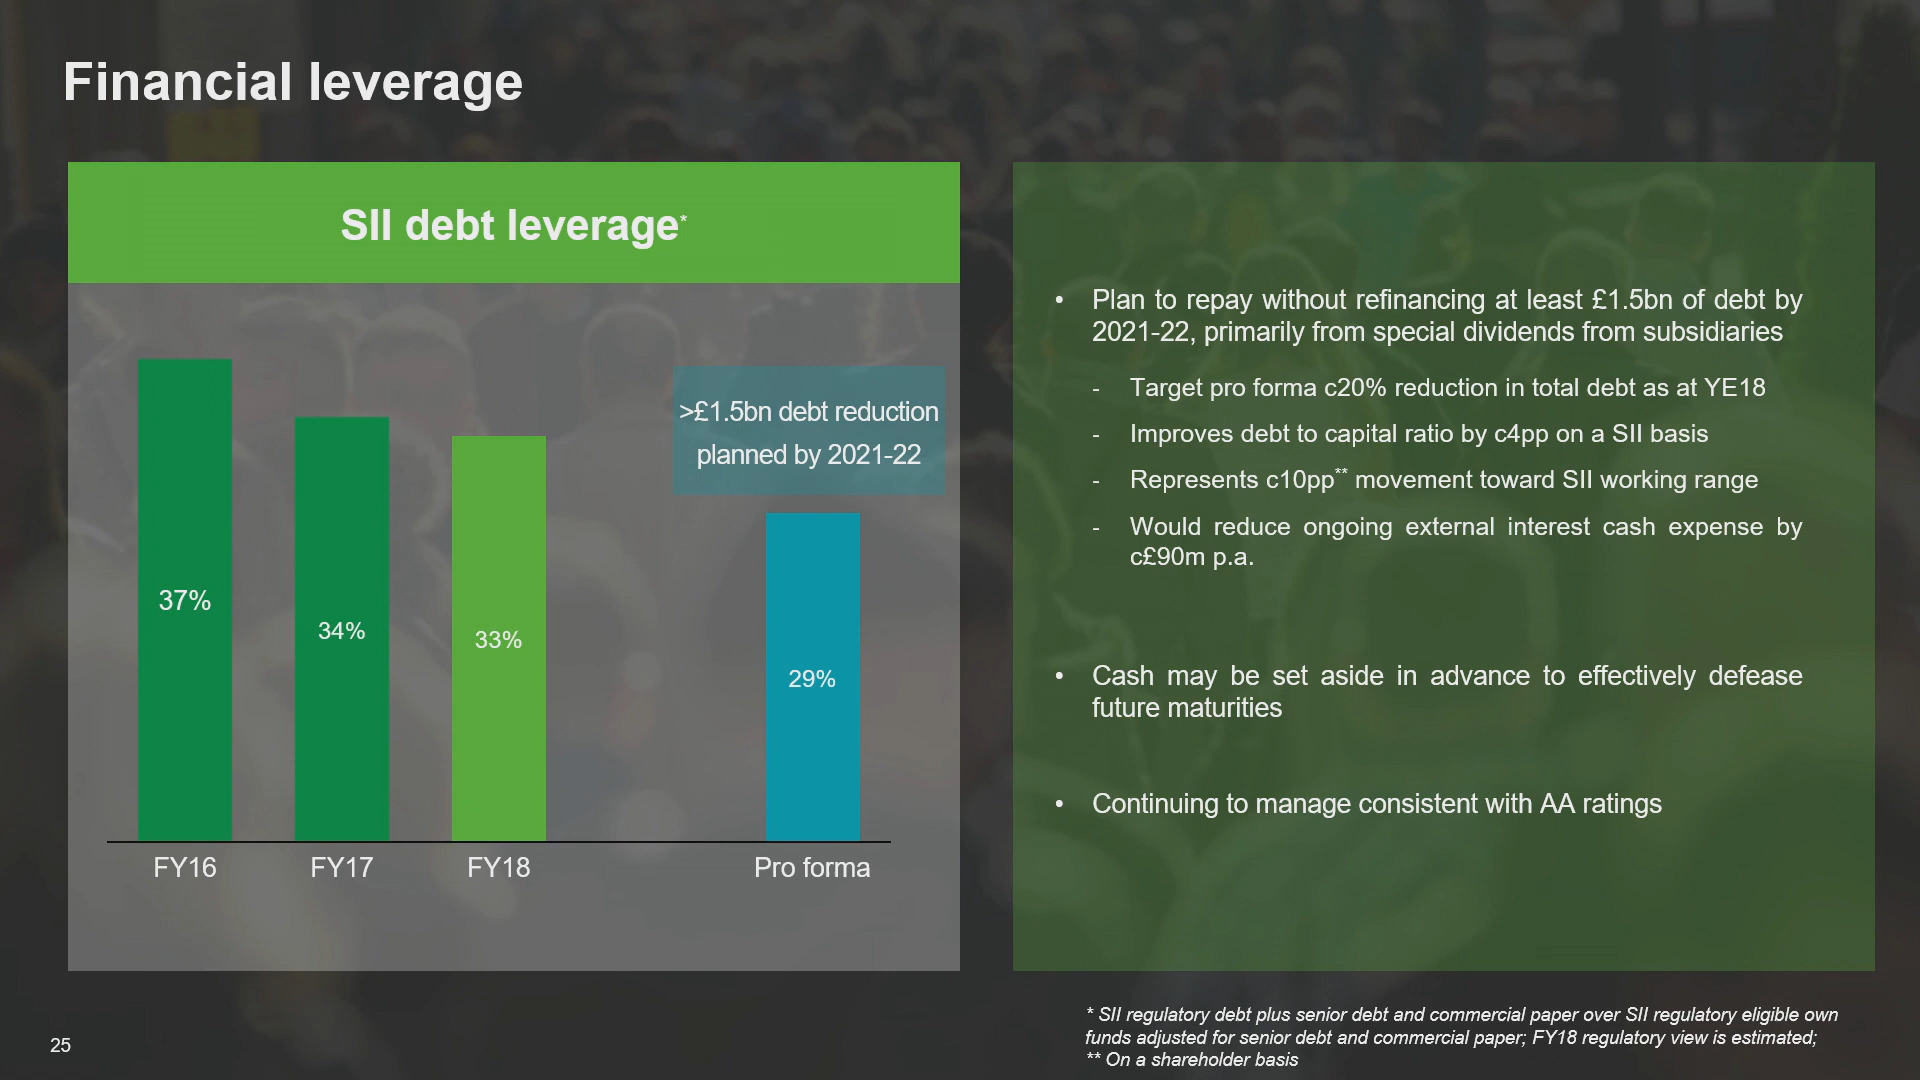 Financial leverage
SII debt leverage*
>£1.5bn debt reduction
planned by 2021-22
37%
34%
33%
29%
FY16
FY17
FY18
Pro forma
• Plan to repay without refinancing at least £1.5bn of debt by
2021-22, primarily from special dividends from subsidiaries
- Target pro forma c20% reduction in total debt as at YE18
- Improves debt to capital ratio by c4pp on a SII basis
- Represents c10pp** movement toward SII working range
- Would reduce ongoing external interest cash expense by
c£90m p.a.
• Cash may be set aside in advance to effectively defease
future maturities
• Continuing to manage consistent with AA ratings
* SII regulatory debt plus senior debt and commercial paper over SII regulatory eligible own
funds adjusted for senior debt and commercial paper; FY18 regulatory view is estimated;
** On a shareholder basis
25